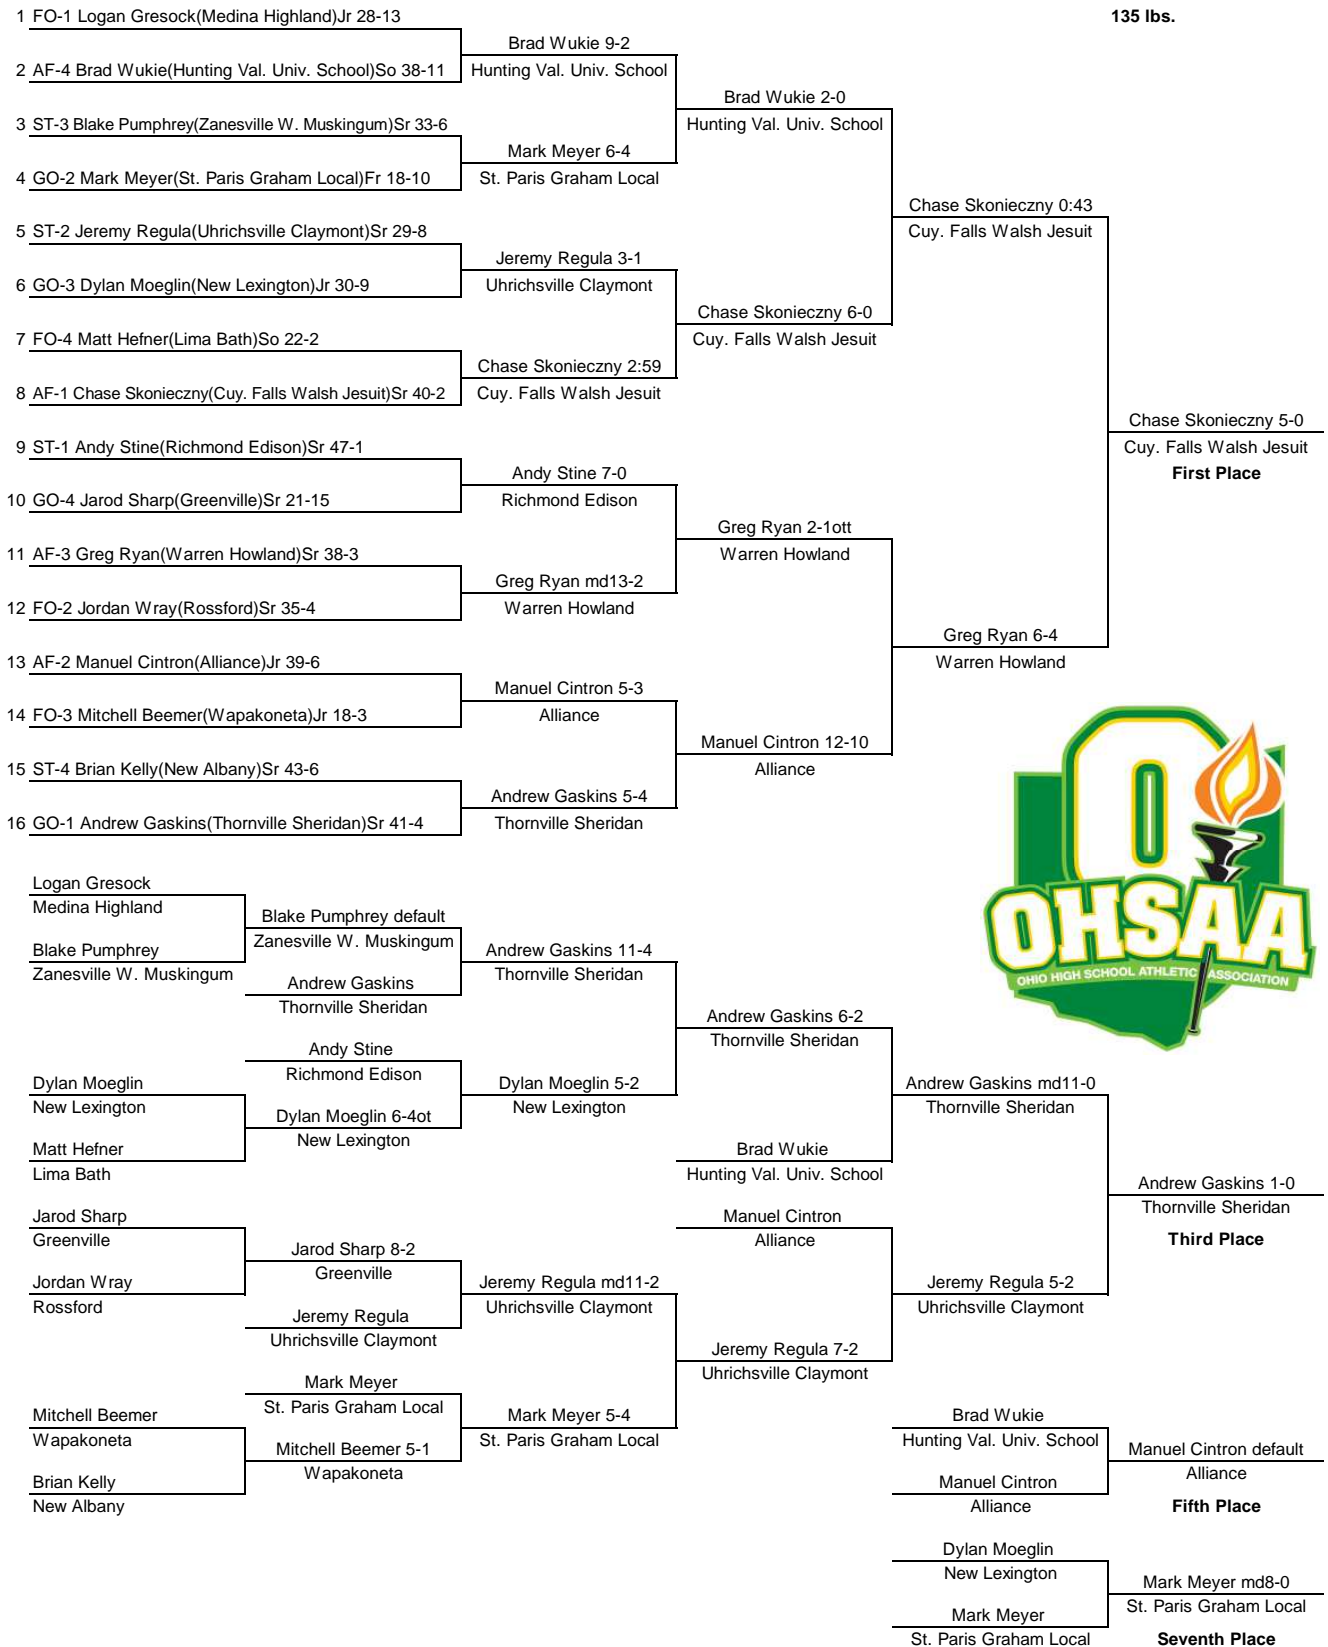 135 lbs.
1 FO-1 Logan Gresock(Medina Highland)Jr 28-13
Brad Wukie 9-2
2 AF-4 Brad Wukie(Hunting Val. Univ. School)So 38-11
Hunting Val. Univ. School
Brad Wukie 2-0
3 ST-3 Blake Pumphrey(Zanesville W. Muskingum)Sr 33-6
Hunting Val. Univ. School
Mark Meyer 6-4
4 GO-2 Mark Meyer(St. Paris Graham Local)Fr 18-10
St. Paris Graham Local
Chase Skonieczny 0:43
5 ST-2 Jeremy Regula(Uhrichsville Claymont)Sr 29-8
Cuy. Falls Walsh Jesuit
Jeremy Regula 3-1
6 GO-3 Dylan Moeglin(New Lexington)Jr 30-9
Uhrichsville Claymont
Chase Skonieczny 6-0
7 FO-4 Matt Hefner(Lima Bath)So 22-2
Cuy. Falls Walsh Jesuit
Chase Skonieczny 2:59
8 AF-1 Chase Skonieczny(Cuy. Falls Walsh Jesuit)Sr 40-2
Cuy. Falls Walsh Jesuit
Chase Skonieczny 5-0
9 ST-1 Andy Stine(Richmond Edison)Sr 47-1
Cuy. Falls Walsh Jesuit
Andy Stine 7-0
First Place
10 GO-4 Jarod Sharp(Greenville)Sr 21-15
Richmond Edison
Greg Ryan 2-1ott
11 AF-3 Greg Ryan(Warren Howland)Sr 38-3
Warren Howland
Greg Ryan md13-2
12 FO-2 Jordan Wray(Rossford)Sr 35-4
Warren Howland
Greg Ryan 6-4
13 AF-2 Manuel Cintron(Alliance)Jr 39-6
Warren Howland
Manuel Cintron 5-3
14 FO-3 Mitchell Beemer(Wapakoneta)Jr 18-3
Alliance
Manuel Cintron 12-10
15 ST-4 Brian Kelly(New Albany)Sr 43-6
Alliance
Andrew Gaskins 5-4
16 GO-1 Andrew Gaskins(Thornville Sheridan)Sr 41-4
Thornville Sheridan
O
OHSAA
OHIO HIGH SCHOOL ATHLETIC ASSOCIATION
Logan Gresock
Medina Highland
Blake Pumphrey default
Zanesville W. Muskingum
Blake Pumphrey
Zanesville W. Muskingum
Andrew Gaskins 11-4
Thornville Sheridan
Andrew Gaskins
Thornville Sheridan
Andrew Gaskins 6-2
Thornville Sheridan
Andy Stine
Richmond Edison
Dylan Moeglin
New Lexington
Dylan Moeglin 5-2
New Lexington
Andrew Gaskins md11-0
Thornville Sheridan
Dylan Moeglin 6-4ot
New Lexington
Matt Hefner
Lima Bath
Brad Wukie
Hunting Val. Univ. School
Andrew Gaskins 1-0
Thornville Sheridan
Third Place
Jarod Sharp
Greenville
Manuel Cintron
Alliance
Jarod Sharp 8-2
Greenville
Jordan Wray
Rossford
Jeremy Regula md11-2
Uhrichsville Claymont
Jeremy Regula 5-2
Uhrichsville Claymont
Jeremy Regula
Uhrichsville Claymont
Jeremy Regula 7-2
Uhrichsville Claymont
Mark Meyer
St. Paris Graham Local
Mitchell Beemer
Wapakoneta
Mark Meyer 5-4
St. Paris Graham Local
Brad Wukie
Hunting Val. Univ. School
Mitchell Beemer 5-1
Wapakoneta
Manuel Cintron default
Alliance
Brian Kelly
New Albany
Manuel Cintron
Alliance
Fifth Place
Dylan Moeglin
New Lexington
Mark Meyer md8-0
St. Paris Graham Local
Mark Meyer
St. Paris Graham Local
Seventh Place